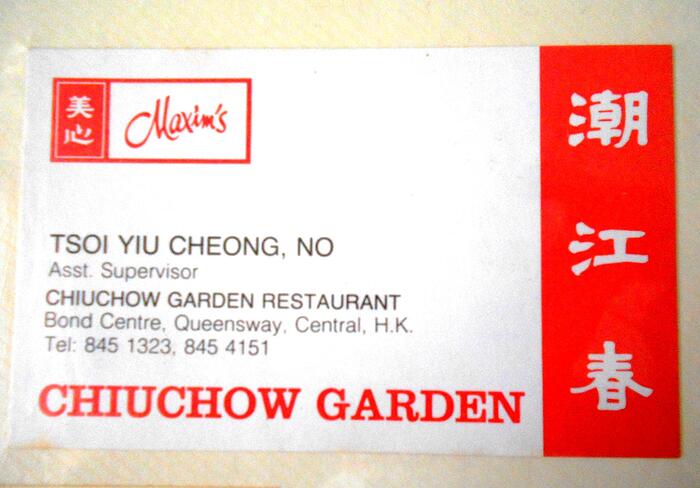 美心
Maxim's
TSOI YIU CHEONG, NO
Asst. Supervisor
CHIUCHOW GARDEN RESTAURANT
Bond Centre, Queensway, Central, H.K.
Tel: 845 1323, 845 4151
CHIUCHOW GARDEN
潮江春